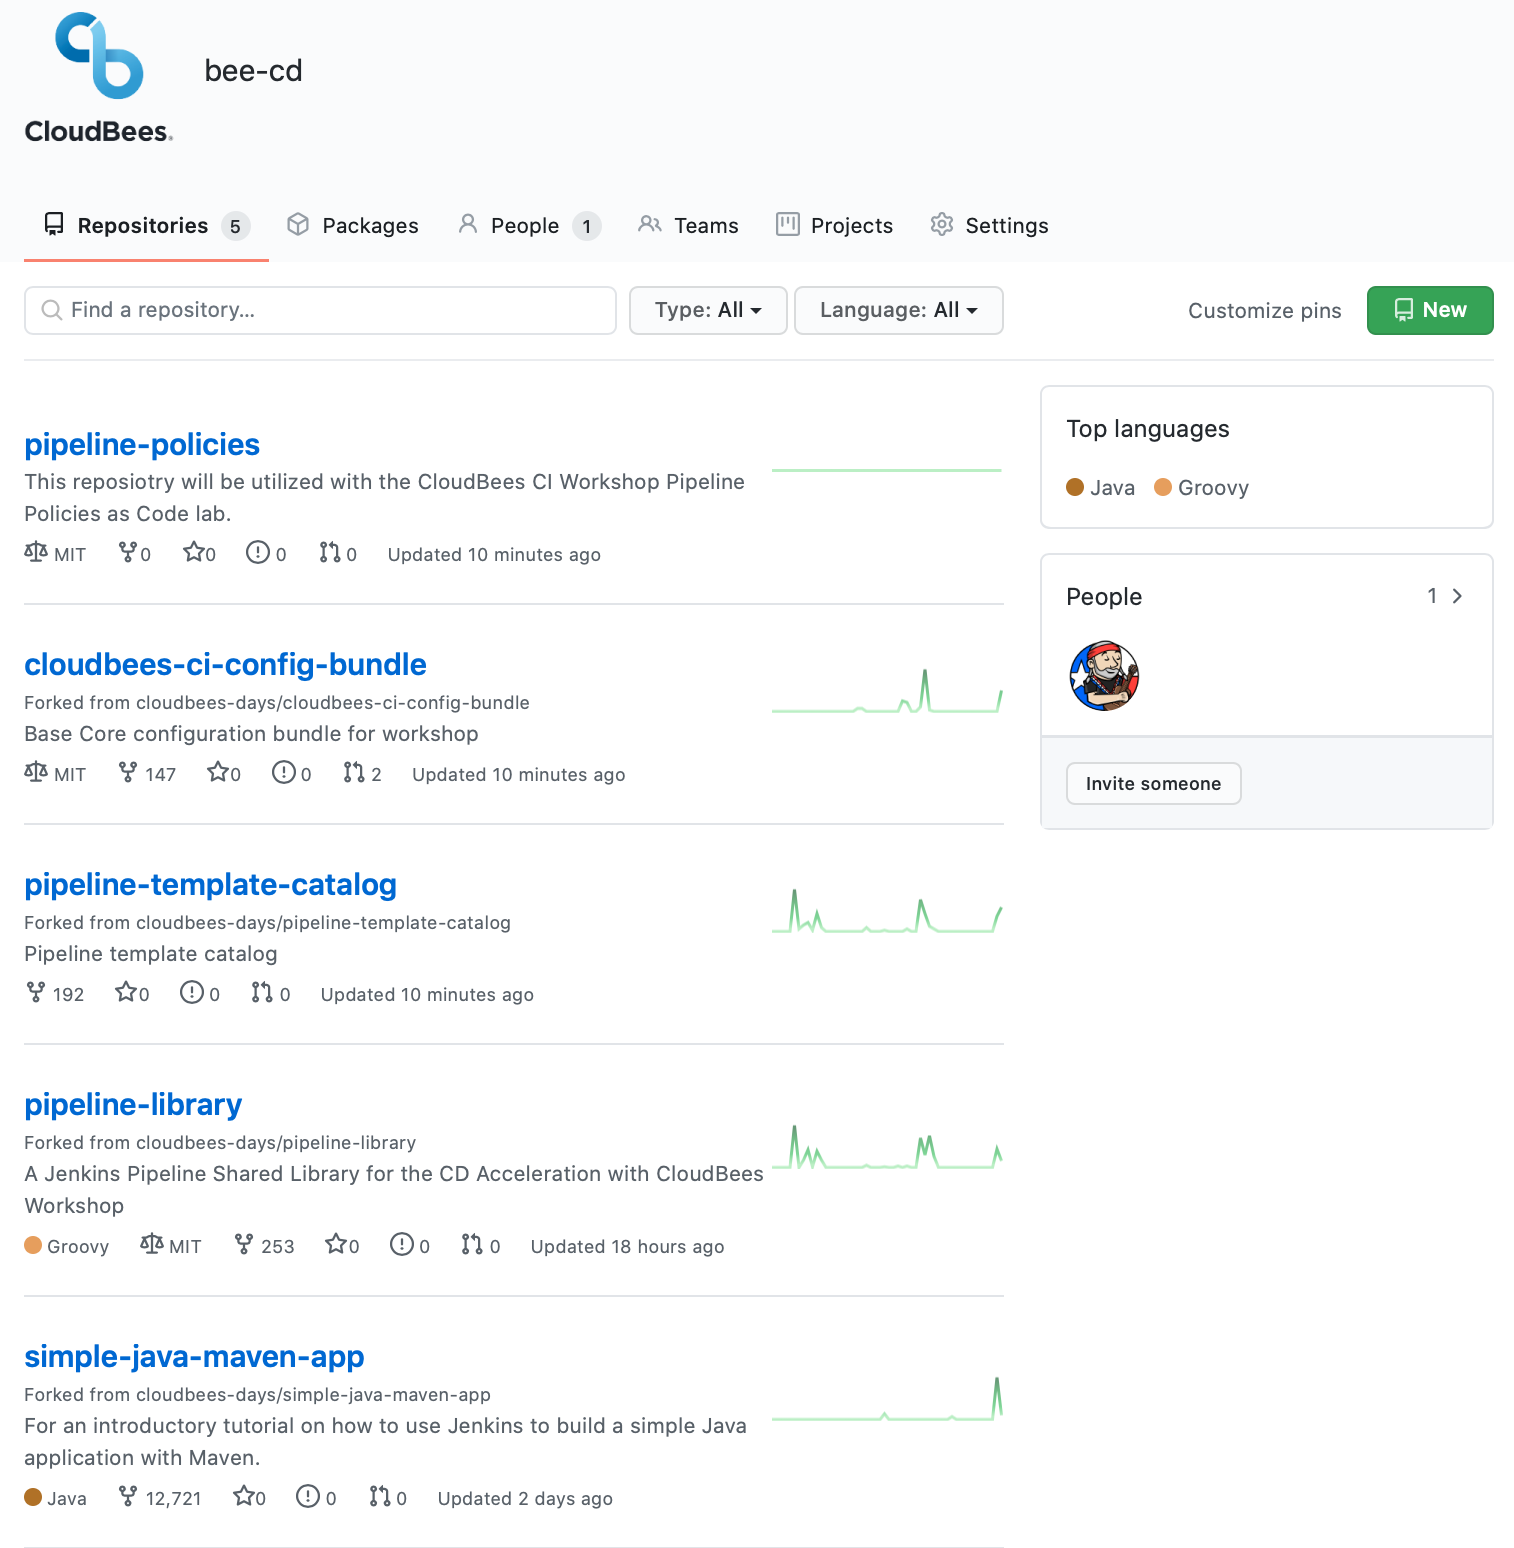 bee-cd
CloudBees.
Repositories 5 Packages People 1 Teams Projects Settings
Find a repository... Type: All Language: All Customize pins New
pipeline-policies
This reposiotry will be utilized with the CloudBees CI Workshop Pipeline
Policies as Code lab.
MIT 0 0 0 0 Updated 10 minutes ago
cloudbees-ci-config-bundle
Forked from cloudbees-days/cloudbees-ci-config-bundle
Base Core configuration bundle for workshop
MIT 147 0 0 2 Updated 10 minutes ago
pipeline-template-catalog
Forked from cloudbees-days/pipeline-template-catalog
Pipeline template catalog
192 0 0 0 Updated 10 minutes ago
pipeline-library
Forked from cloudbees-days/pipeline-library
A Jenkins Pipeline Shared Library for the CD Acceleration with CloudBees
Workshop
Groovy MIT 253 0 0 0 Updated 18 hours ago
simple-java-maven-app
Forked from cloudbees-days/simple-java-maven-app
For an introductory tutorial on how to use Jenkins to build a simple Java
application with Maven.
Java 12,721 0 0 0 Updated 2 days ago
Top languages
Java Groovy
People 1
Invite someone